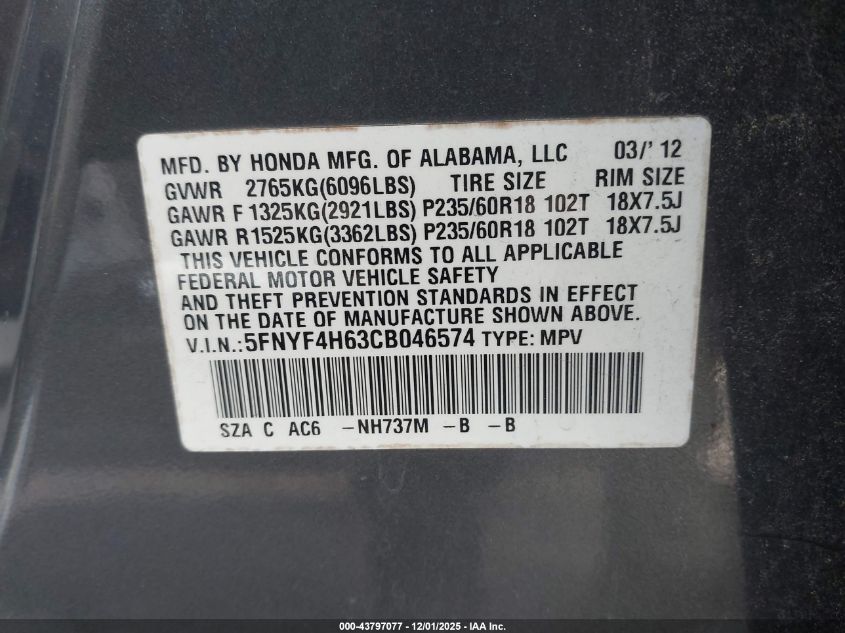 MFD. BY HONDA MFG. OF ALABAMA, LLC 03/'12
GVWR 2765KG(6096LBS) TIRE SIZE RIM SIZE
GAWR F 1325KG(2921LBS) P235/60R18 102T 18X7.5J
GAWR R 1525KG(3362LBS) P235/60R18 102T 18X7.5J
THIS VEHICLE CONFORMS TO ALL APPLICABLE
FEDERAL MOTOR VEHICLE SAFETY
AND THEFT PREVENTION STANDARDS IN EFFECT
ON THE DATE OF MANUFACTURE SHOWN ABOVE.
V.I.N.:5FNYF4H63CB046574 TYPE: MPV
SZA C AC6 -NH737M -B -B
000-43797077 - 12/01/2025 - IAA Inc.